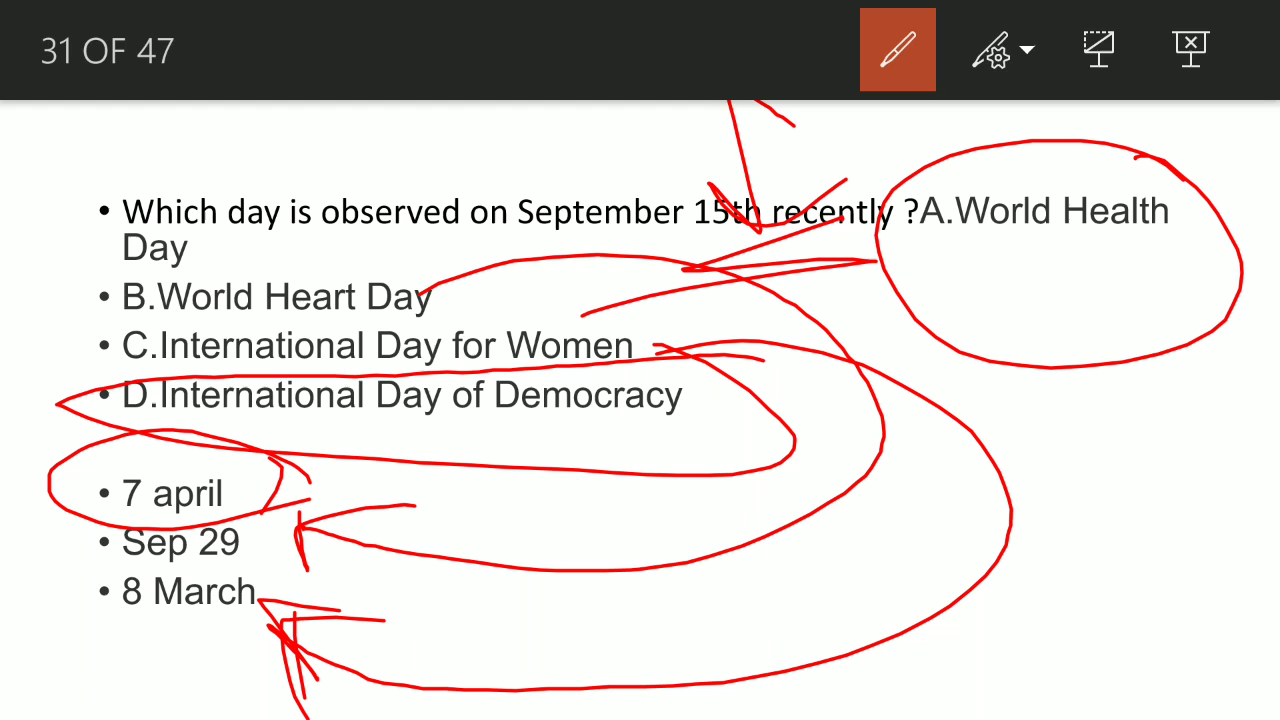 31 OF 47
• Which day is observed on September 15th recently ?A.World Health
Day
• B.World Heart Day
• C.International Day for Women
• D.International Day of Democracy
• 7 april
• Sep 29
• 8 March